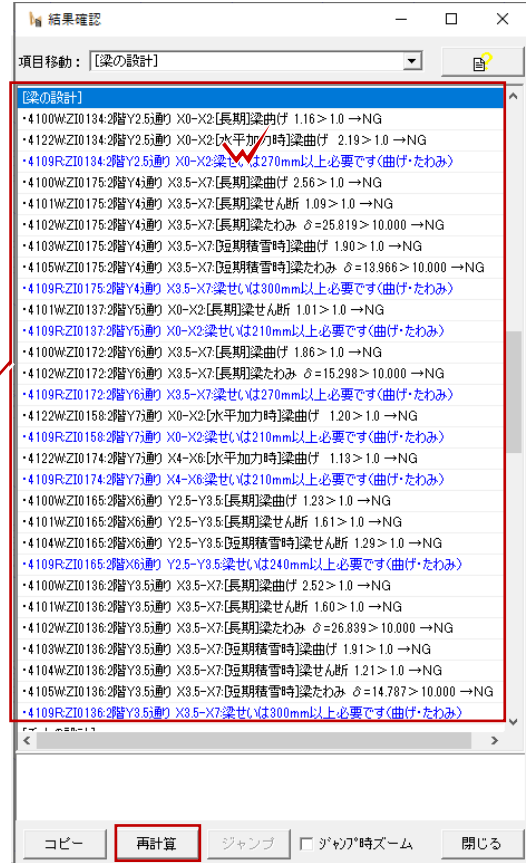 結果確認
項目移動： [梁の設計]
[梁の設計]
・4100W:ZI0134:2階Y2.5通り X0-X2:[長期]梁曲げ 1.16＞1.0 →NG
・4122W:ZI0134:2階Y2.5通り X0-X2:[水平加力時]梁曲げ 2.19＞1.0 →NG
・4109R:ZI0134:2階Y2.5通り X0-X2:梁せいは270mm以上必要です(曲げ・たわみ)
・4100W:ZI0175:2階Y4通り X3.5-X7:[長期]梁曲げ 2.56＞1.0 →NG
・4101W:ZI0175:2階Y4通り X3.5-X7:[長期]梁せん断 1.09＞1.0 →NG
・4102W:ZI0175:2階Y4通り X3.5-X7:[長期]梁たわみ δ=25.819＞10.000 →NG
・4103W:ZI0175:2階Y4通り X3.5-X7:[短期積雪時]梁曲げ 1.90＞1.0 →NG
・4105W:ZI0175:2階Y4通り X3.5-X7:[短期積雪時]梁たわみ δ=13.966＞10.000 →NG
・4109R:ZI0175:2階Y4通り X3.5-X7:梁せいは300mm以上必要です(曲げ・たわみ)
・4101W:ZI0137:2階Y5通り X0-X2:[長期]梁せん断 1.01＞1.0 →NG
・4109R:ZI0137:2階Y5通り X0-X2:梁せいは210mm以上必要です(曲げ・たわみ)
・4100W:ZI0172:2階Y6通り X3.5-X7:[長期]梁曲げ 1.86＞1.0 →NG
・4102W:ZI0172:2階Y6通り X3.5-X7:[長期]梁たわみ δ=15.298＞10.000 →NG
・4109R:ZI0172:2階Y6通り X3.5-X7:梁せいは270mm以上必要です(曲げ・たわみ)
・4122W:ZI0158:2階Y7通り X0-X2:[水平加力時]梁曲げ 1.20＞1.0 →NG
・4109R:ZI0158:2階Y7通り X0-X2:梁せいは210mm以上必要です(曲げ・たわみ)
・4122W:ZI0174:2階Y7通り X4-X6:[水平加力時]梁曲げ 1.13＞1.0 →NG
・4109R:ZI0174:2階Y7通り X4-X6:梁せいは210mm以上必要です(曲げ・たわみ)
・4100W:ZI0165:2階X6通り Y2.5-Y3.5:[長期]梁曲げ 1.23＞1.0 →NG
・4101W:ZI0165:2階X6通り Y2.5-Y3.5:[長期]梁せん断 1.61＞1.0 →NG
・4104W:ZI0165:2階X6通り Y2.5-Y3.5:[短期積雪時]梁せん断 1.29＞1.0 →NG
・4109R:ZI0165:2階X6通り Y2.5-Y3.5:梁せいは240mm以上必要です(曲げ・たわみ)
・4100W:ZI0136:2階Y3.5通り X3.5-X7:[長期]梁曲げ 2.52＞1.0 →NG
・4101W:ZI0136:2階Y3.5通り X3.5-X7:[長期]梁せん断 1.60＞1.0 →NG
・4102W:ZI0136:2階Y3.5通り X3.5-X7:[長期]梁たわみ δ=26.839＞10.000 →NG
・4103W:ZI0136:2階Y3.5通り X3.5-X7:[短期積雪時]梁曲げ 1.91＞1.0 →NG
・4104W:ZI0136:2階Y3.5通り X3.5-X7:[短期積雪時]梁せん断 1.21＞1.0 →NG
・4105W:ZI0136:2階Y3.5通り X3.5-X7:[短期積雪時]梁たわみ δ=14.787＞10.000 →NG
・4109R:ZI0136:2階Y3.5通り X3.5-X7:梁せいは300mm以上必要です(曲げ・たわみ)
コピー 再計算 ジャンプ ジャンプ時ズーム 閉じる